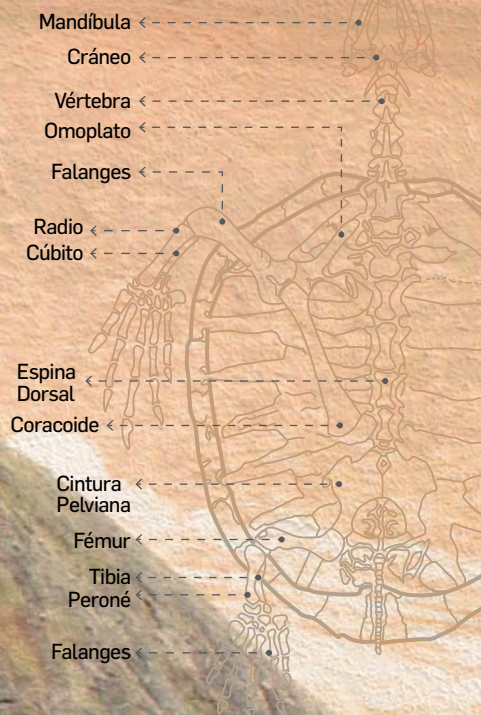 Mandíbula
Cráneo
Vértebra
Omoplato
Falanges
Radio
Cúbito
Espina
Dorsal
Coracoide
Cintura
Pelviana
Fémur
Tibia
Peroné
Falanges